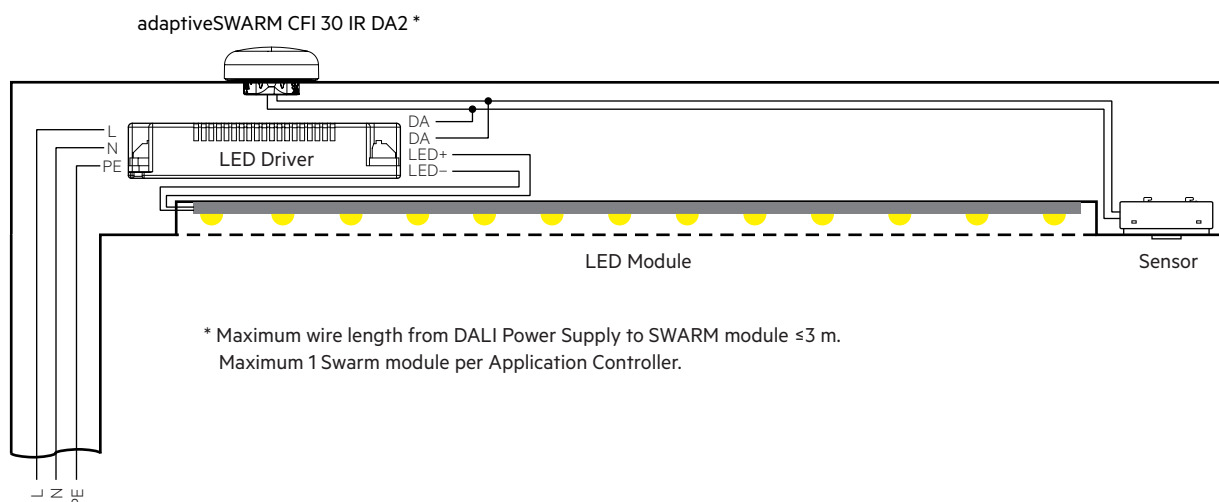 adaptiveSWARM CFI 30 IR DA2 *
L
N
PE
LED Driver
DA
DA
LED+
LED–
LED Module
Sensor
* Maximum wire length from DALI Power Supply to SWARM module ≤3 m.
Maximum 1 Swarm module per Application Controller.
L
N
PE